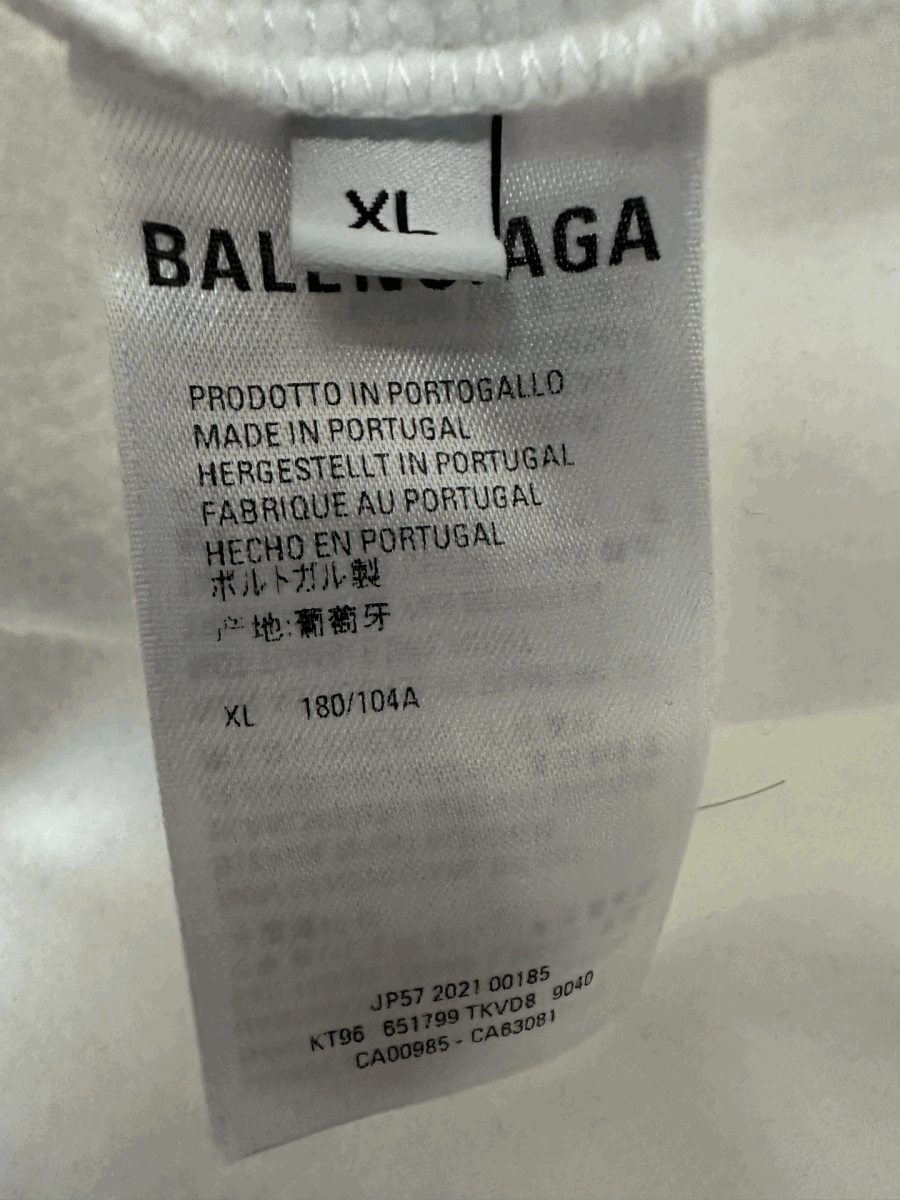 XL
BALENCIAGA
PRODOTTO IN PORTOGALLO
MADE IN PORTUGAL
HERGESTELLT IN PORTUGAL
FABRIQUE AU PORTUGAL
HECHO EN PORTUGAL
ポルトガル製
产地:葡萄牙
XL 180/104A
JP57 2021 00185
KT96 651799 TKVD8 9040
CA00985 - CA63081